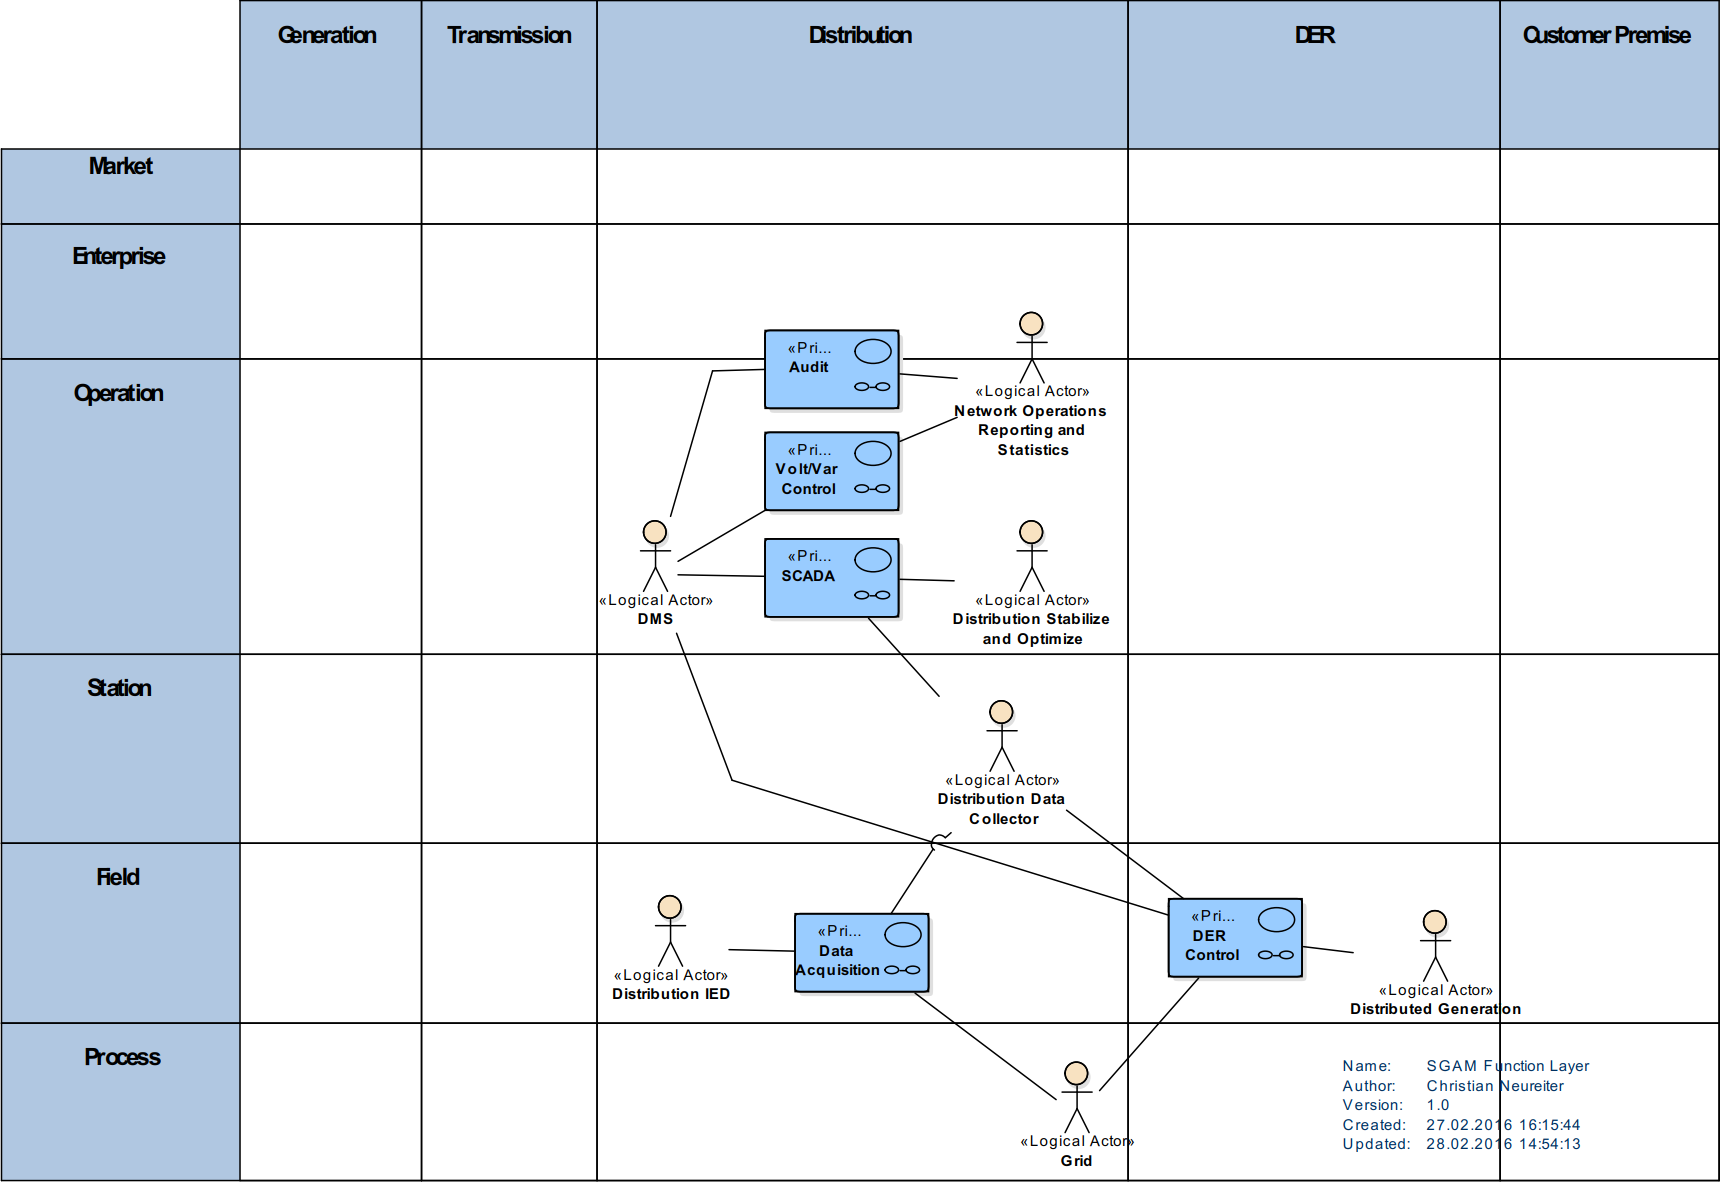 Generation
Transmission
Distribution
DER
Customer Premise
Market
Enterprise
Operation
«Pri...
Audit
«Logical Actor»
Network Operations
Reporting and
Statistics
«Pri...
Volt/Var
Control
«Logical Actor»
DMS
«Pri...
SCADA
«Logical Actor»
Distribution Stabilize
and Optimize
Station
«Logical Actor»
Distribution Data
Collector
Field
«Logical Actor»
Distribution IED
«Pri...
Data
Acquisition
«Pri...
DER
Control
«Logical Actor»
Distributed Generation
Process
«Logical Actor»
Grid
Name: SGAM Function Layer
Author: Christian Neureiter
Version: 1.0
Created: 27.02.2016 16:15:44
Updated: 28.02.2016 14:54:13